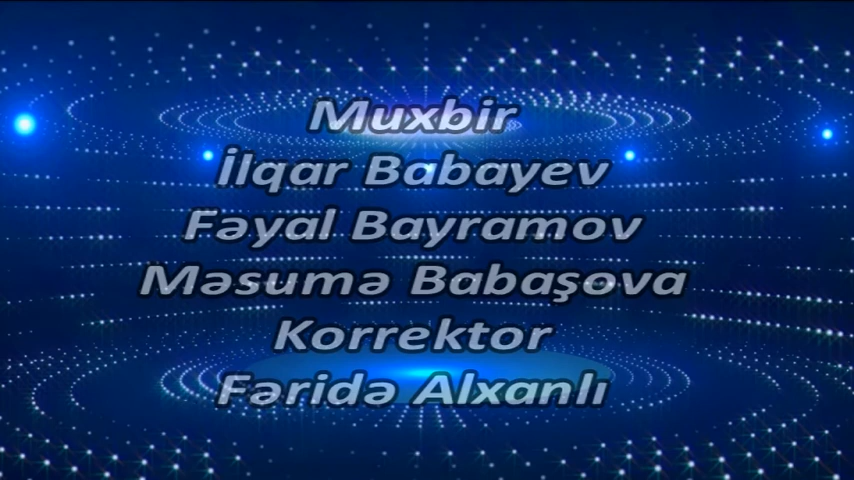 Muxbir
İlqar Babayev
Fəyal Bayramov
Məsumə Babaşova
Korrektor
Fəridə Alxanlı